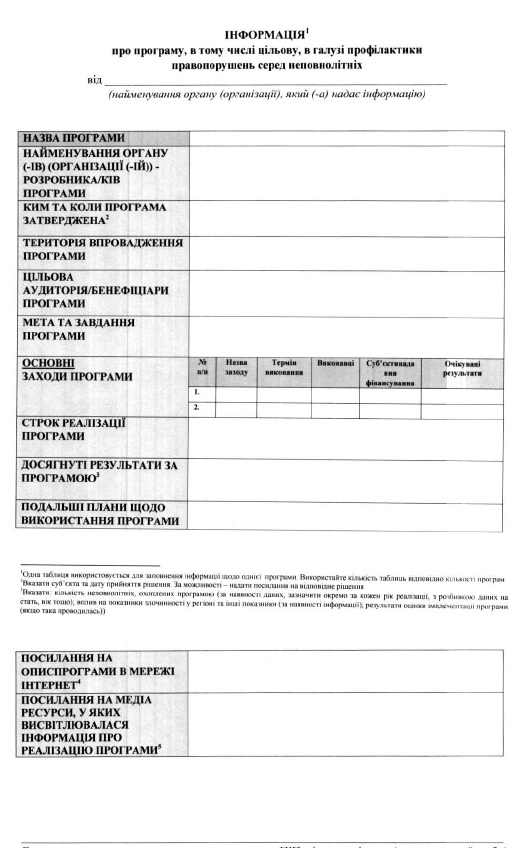 ІНФОРМАЦІЯ¹
про програму, в тому числі цільову, в галузі профілактики
правопорушень серед неповнолітніх
від
(найменування органу (організації), який (-а) надає інформацію)
НАЗВА ПРОГРАМИ
НАЙМЕНУВАННЯ ОРГАНУ
(-ІВ) (ОРГАНІЗАЦІЇ (-ІЙ)) -
РОЗРОБНИКА/КІВ
ПРОГРАМИ
КИМ ТА КОЛИ ПРОГРАМА
ЗАТВЕРДЖЕНА²
ТЕРИТОРІЯ ВПРОВАДЖЕННЯ
ПРОГРАМИ
ЦІЛЬОВА
АУДИТОРІЯ/БЕНЕФІЦІАРИ
ПРОГРАМИ
МЕТА ТА ЗАВДАННЯ
ПРОГРАМИ
ОСНОВНІ
ЗАХОДИ ПРОГРАМИ
№ п/п Назва заходу Термін виконання Виконавці Суб'єктивада ння фінансування Очікувані результати
1.
2.
СТРОК РЕАЛІЗАЦІЇ
ПРОГРАМИ
ДОСЯГНУТІ РЕЗУЛЬТАТИ ЗА
ПРОГРАМОЮ³
ПОДАЛЬШІ ПЛАНИ ЩОДО
ВИКОРИСТАННЯ ПРОГРАМИ
¹Одна таблиця використовується для заповнення інформації щодо однієї програми. Використайте кількість таблиць відповідно кількості програм
²Вказати суб'єкта та дату прийняття рішення. За можливості – надати посилання на відповідне рішення
³Вказати: кількість неповнолітніх, охоплених програмою (за наявності даних, зазначити окремо за кожен рік реалізації, з розбивкою даних на
стать, вік тощо); вплив на показники злочинності у регіоні та інші показники (за наявності інформації); результати оцінки імплементації програми
(якщо така проводилась))
ПОСИЛАННЯ НА
ОПИСПРОГРАМИ В МЕРЕЖІ
ІНТЕРНЕТ⁴
ПОСИЛАННЯ НА МЕДІА
РЕСУРСИ, У ЯКИХ
ВИСВІТЛЮВАЛАСЯ
ІНФОРМАЦІЯ ПРО
РЕАЛІЗАЦІЮ ПРОГРАМИ⁵